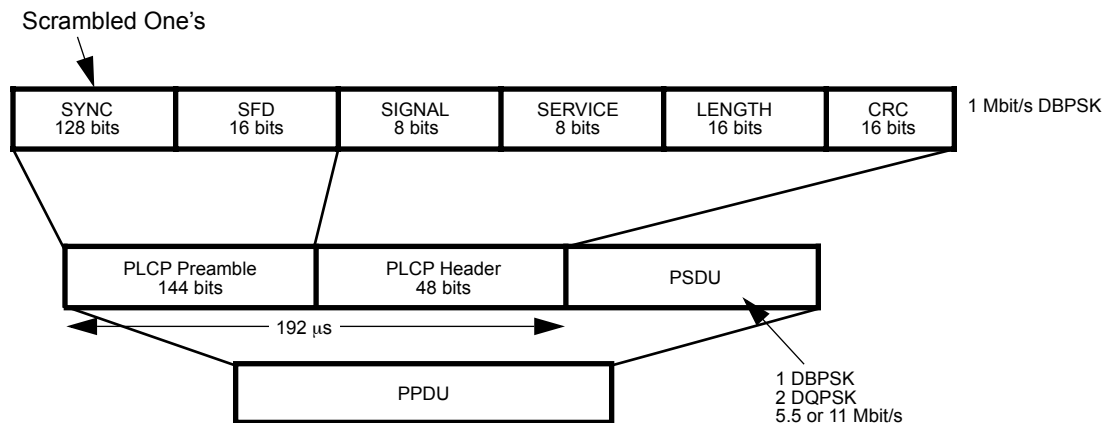 Scrambled One's
SYNC
128 bits
SFD
16 bits
SIGNAL
8 bits
SERVICE
8 bits
LENGTH
16 bits
CRC
16 bits
1 Mbit/s DBPSK
PLCP Preamble
144 bits
PLCP Header
48 bits
PSDU
192 μs
1 DBPSK
2 DQPSK
5.5 or 11 Mbit/s
PPDU